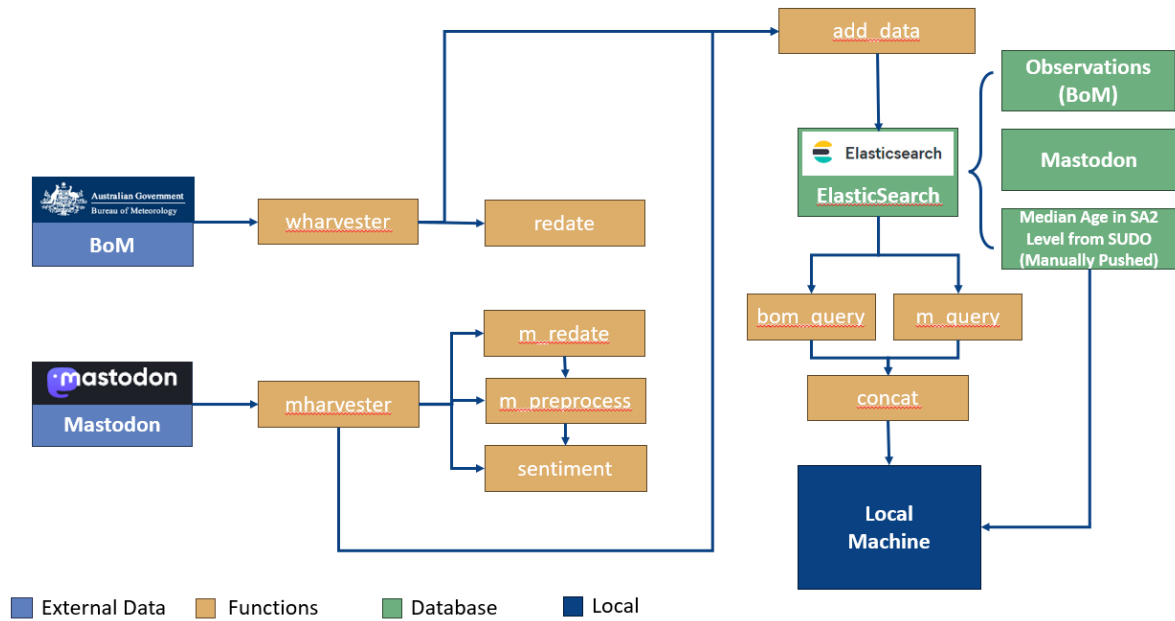 add_data
Observations
(BoM)
Elasticsearch
ElasticSearch
Mastodon
Median Age in SA2
Level from SUDO
(Manually Pushed)
Australian Government
Bureau of Meteorology
BoM
wharvester
redate
bom_query
m_query
m_redate
mastodon
Mastodon
mharvester
m_preprocess
concat
sentiment
Local
Machine
External Data
Functions
Database
Local